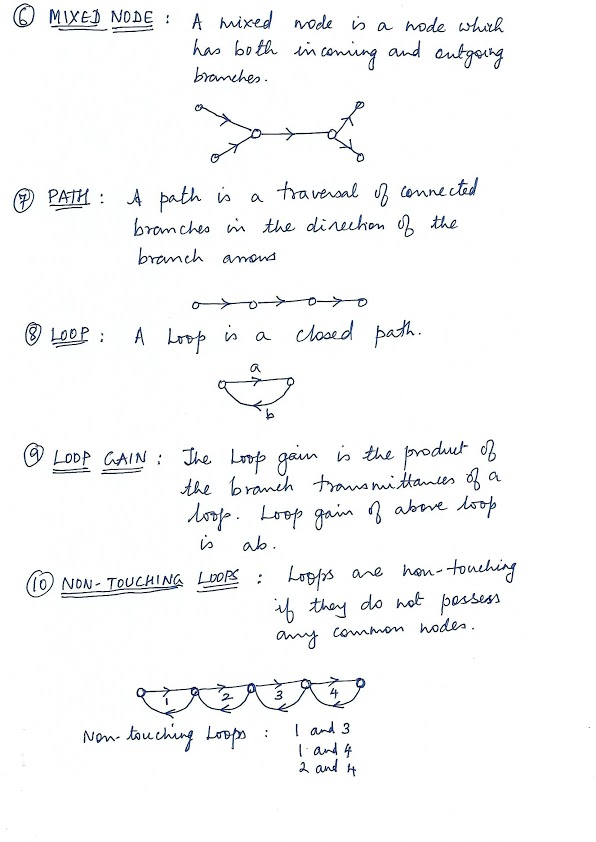 ⑥ MIXED NODE : A mixed node is a node which
has both incoming and outgoing
branches.
⑦ PATH : A path is a traversal of connected
branches in the direction of the
branch arrows
⑧ LOOP : A Loop is a closed path.
a
b
⑨ LOOP GAIN : The Loop gain is the product of
the branch transmittances of a
loop. Loop gain of above loop
is ab.
⑩ NON-TOUCHING LOOPS : Loops are non-touching
if they do not possess
any common nodes.
1 2 3 4
Non-touching Loops : 1 and 3
1 and 4
2 and 4